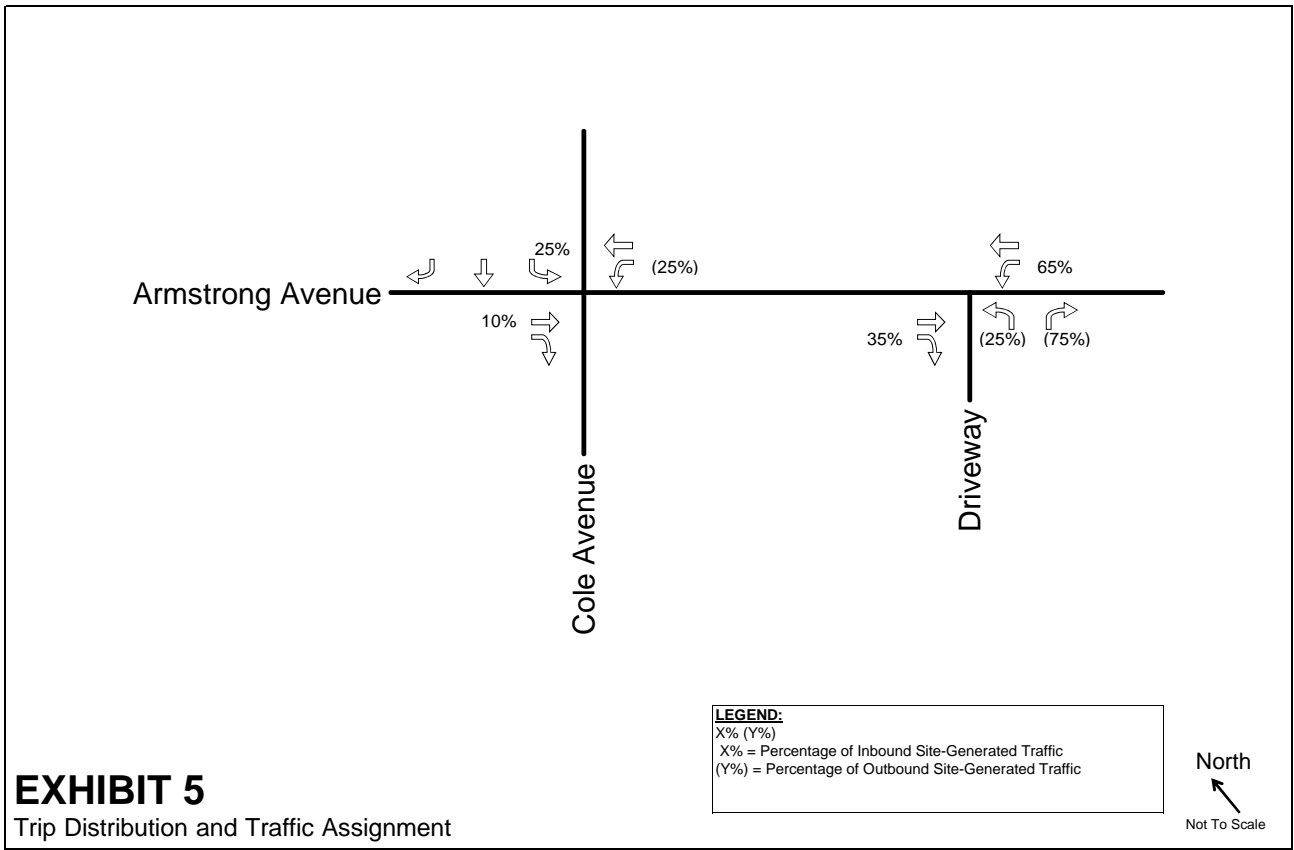 25%
(25%)
65%
Armstrong Avenue
10%
35%
(25%)
(75%)
Cole Avenue
Driveway
LEGEND:
X% (Y%)
X% = Percentage of Inbound Site-Generated Traffic
(Y%) = Percentage of Outbound Site-Generated Traffic
North
Not To Scale
EXHIBIT 5
Trip Distribution and Traffic Assignment